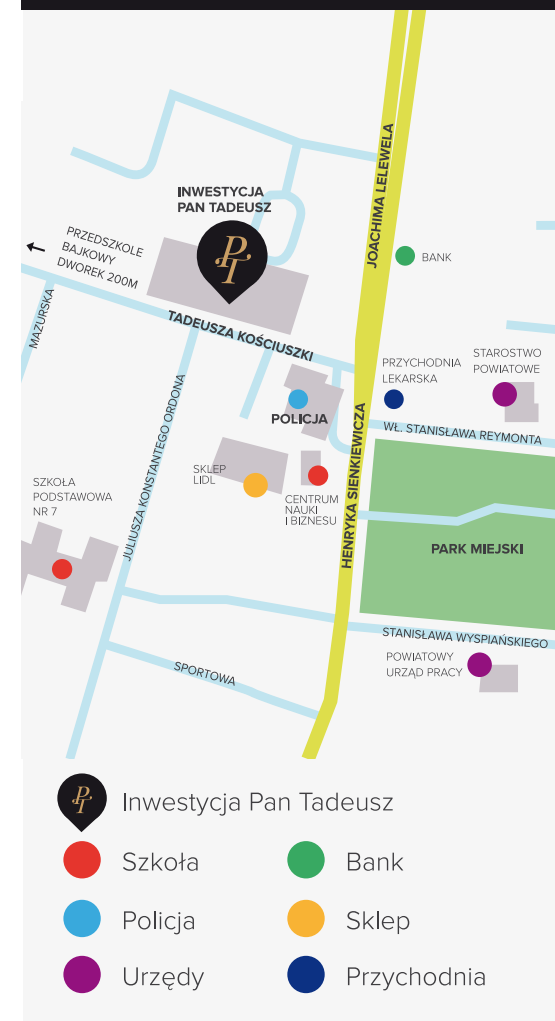 JOACHIMA LELEWELA
INWESTYCJA
PAN TADEUSZ
PT
PRZEDSZKOLE
BAJKOWY
DWOREK 200M
BANK
MAZURSKA
TADEUSZA KOŚCIUSZKI
PRZYCHODNIA
LEKARSKA
STAROSTWO
POWIATOWE
JULIUSZA KONSTANTEGO ORDONA
POLICJA
WŁ. STANISŁAWA REYMONTA
HENRYKA SIENKIEWICZA
SKLEP
LIDL
SZKOŁA
PODSTAWOWA
NR 7
CENTRUM
NAUKI
I BIZNESU
PARK MIEJSKI
STANISŁAWA WYSPIAŃSKIEGO
POWIATOWY
URZĄD PRACY
SPORTOWA
PT
Inwestycja Pan Tadeusz
Szkoła
Bank
Policja
Sklep
Urzędy
Przychodnia